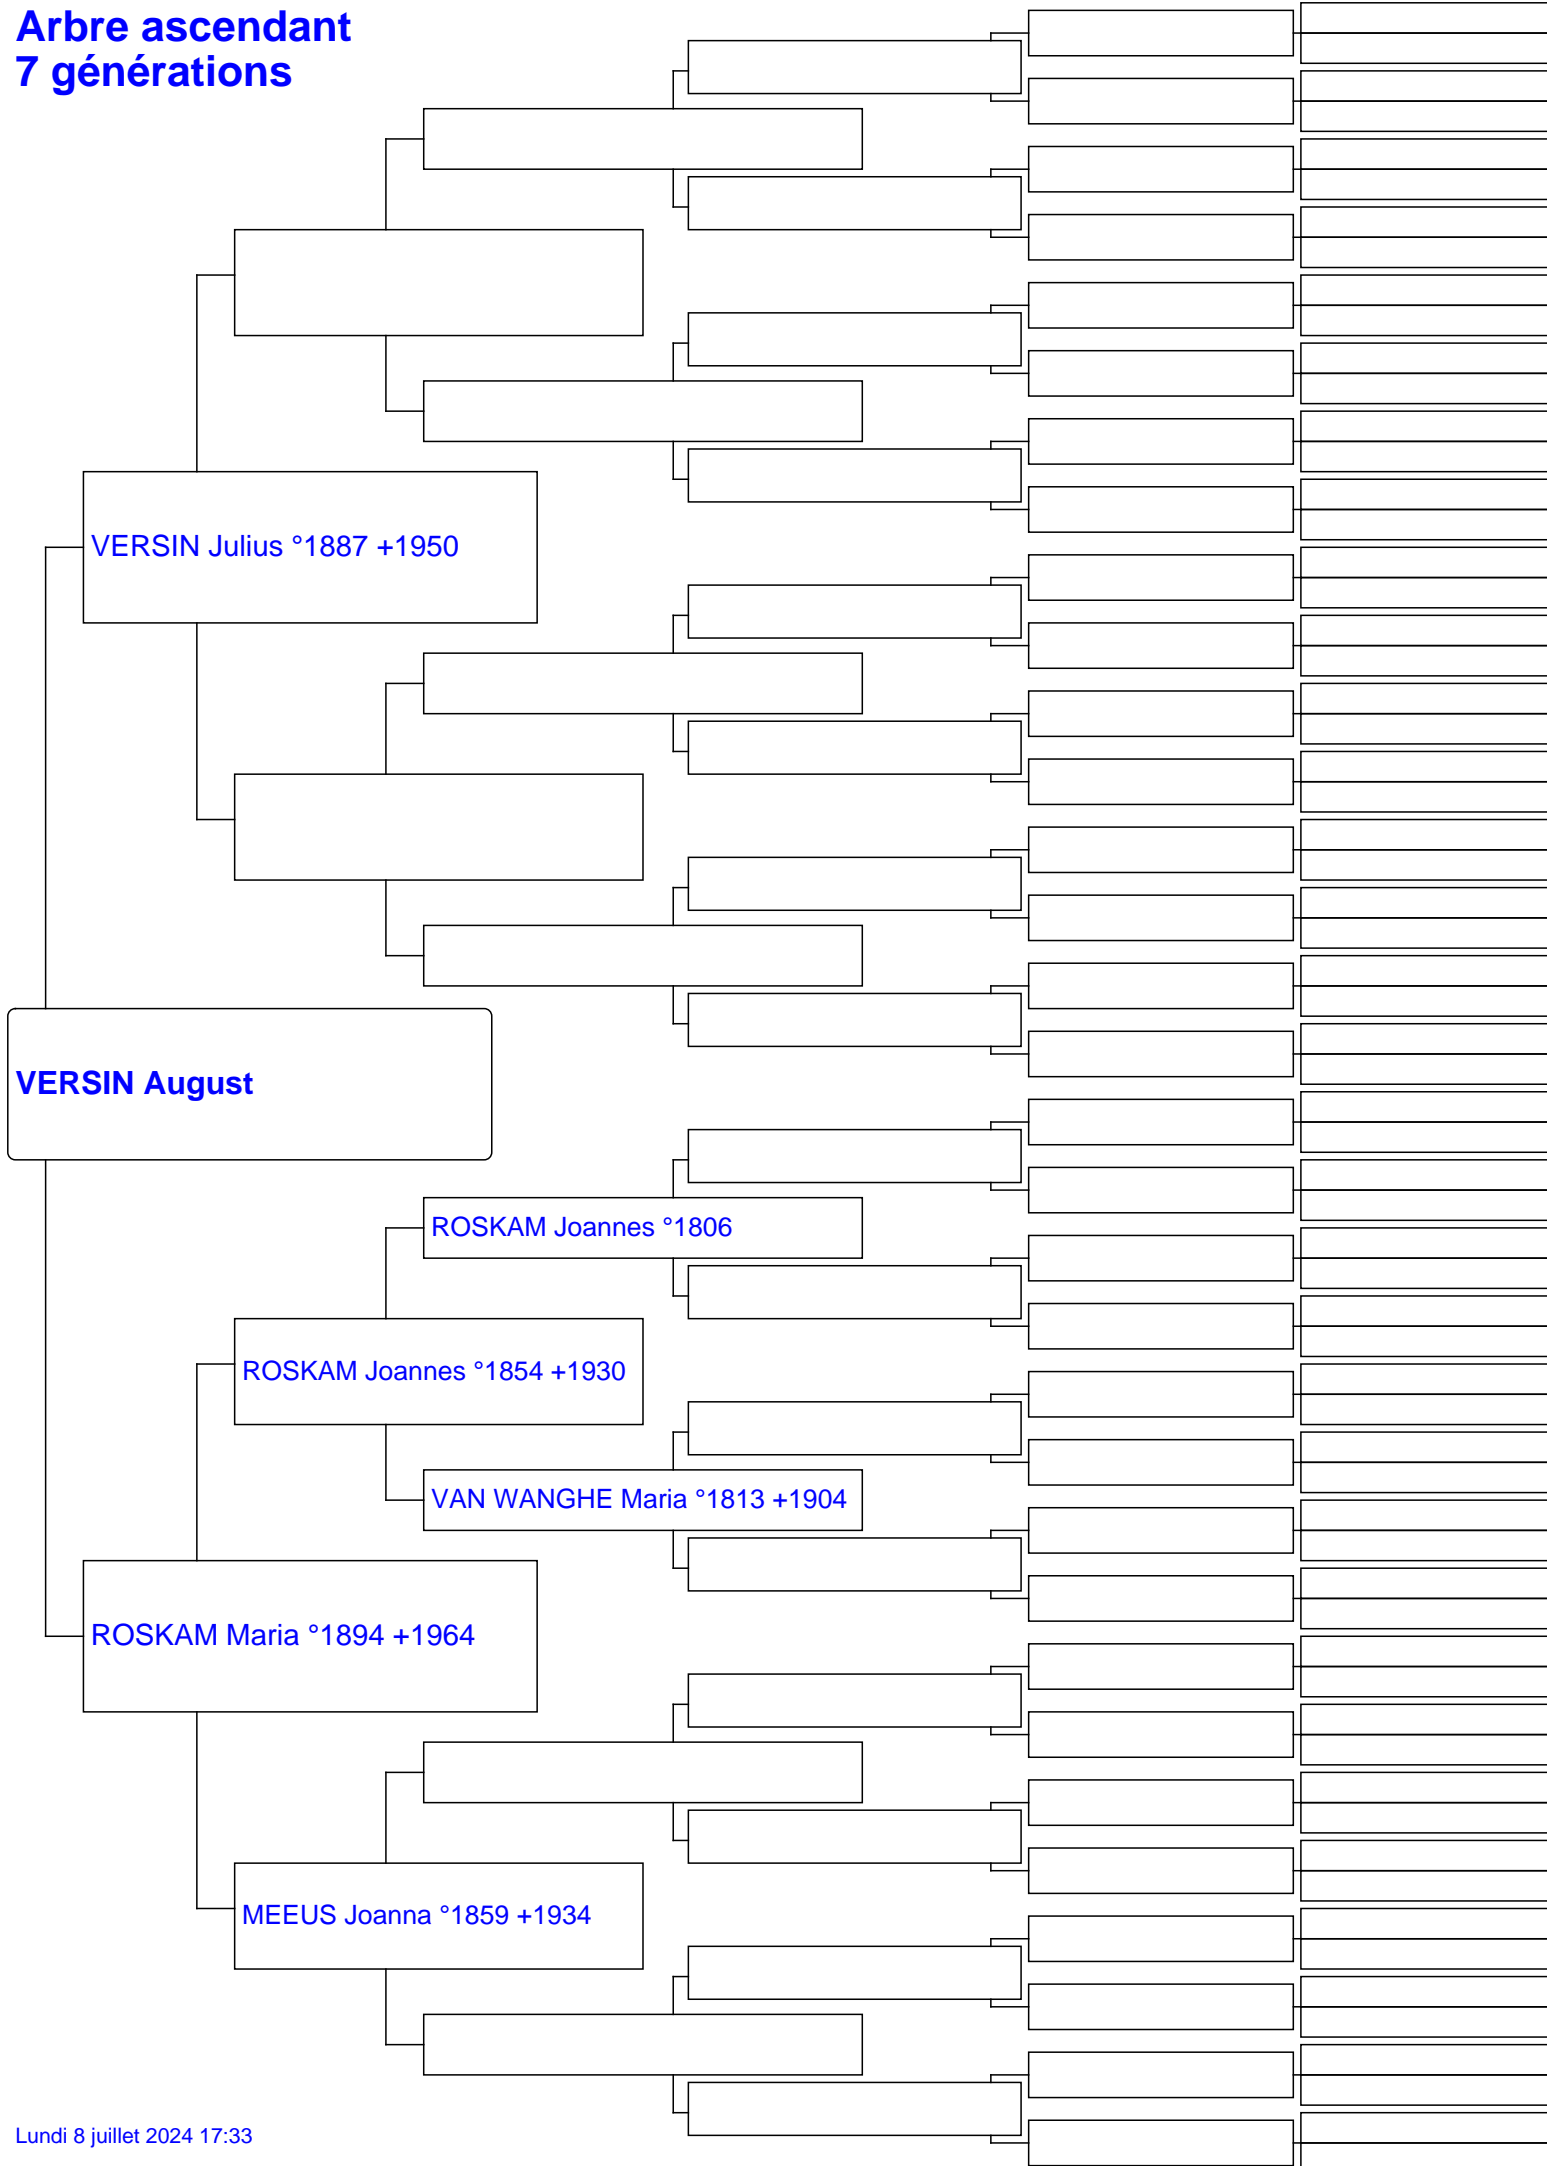 Arbre ascendant
7 générations
VERSIN Julius °1887 +1950
VERSIN August
ROSKAM Joannes °1806
ROSKAM Joannes °1854 +1930
VAN WANGHE Maria °1813 +1904
ROSKAM Maria °1894 +1964
MEEUS Joanna °1859 +1934
Lundi 8 juillet 2024 17:33